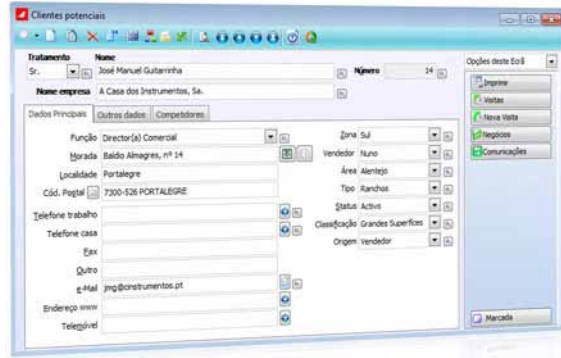 Clientes potenciais
Tratamento Nome
Sr. José Manuel Guitarrinha Número 14
Nome empresa A Casa dos Instrumentos, Sa.
Dados Principais Outros dados Competidores
Função Director(a) Comercial
Morada Baldio Almagres, nº 14
Localidade Portalegre
Cód. Postal 7300-526 PORTALEGRE
Telefone trabalho
Telefone casa
Fax
Outro
e-Mail jmg@cinstrumentos.pt
Endereço www
Telemóvel
Zona Sul
Vendedor Nuno
Área Alentejo
Tipo Ranchos
Status Activo
Classificação Grandes Superfíces
Origem Vendedor
Opções deste Ecrã
Imprimir
Visitas
Nova Visita
Negócios
Comunicações
Marcada